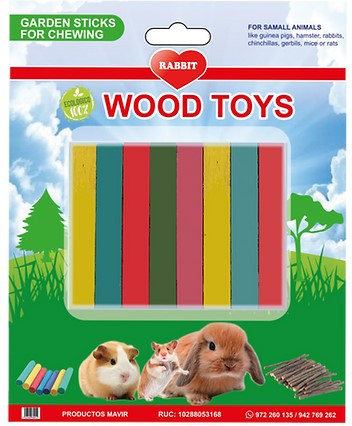 GARDEN STICKS
FOR CHEWING
FOR SAMALL ANIMALS
like guinea pigs, hamster, rabbits,
chinchillas, gerbils, mice or rats
RABBIT
ECOLOGICO
100%
WOOD TOYS
PRODUCTOS MAVIR
RUC: 10288053168
972 260 135 / 942 769 262